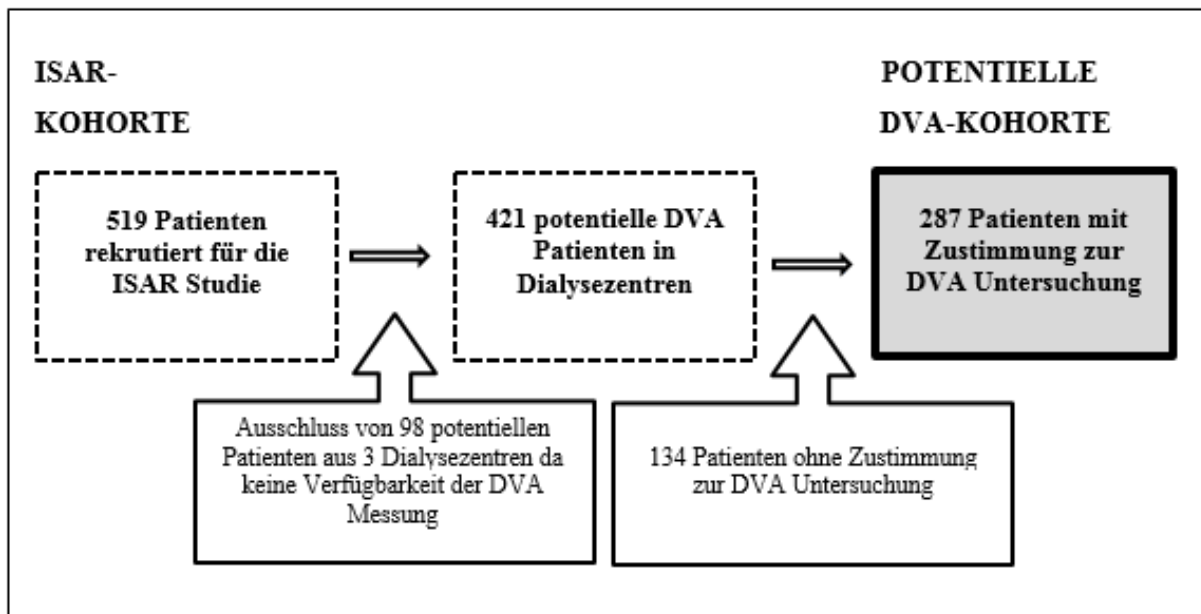 ISAR-
KOHORTE
POTENTIELLE
DVA-KOHORTE
519 Patienten
rekrutiert für die
ISAR Studie
421 potentielle DVA
Patienten in
Dialysezentren
287 Patienten mit
Zustimmung zur
DVA Untersuchung
Ausschluss von 98 potentiellen
Patienten aus 3 Dialysezentren da
keine Verfügbarkeit der DVA
Messung
134 Patienten ohne Zustimmung
zur DVA Untersuchung